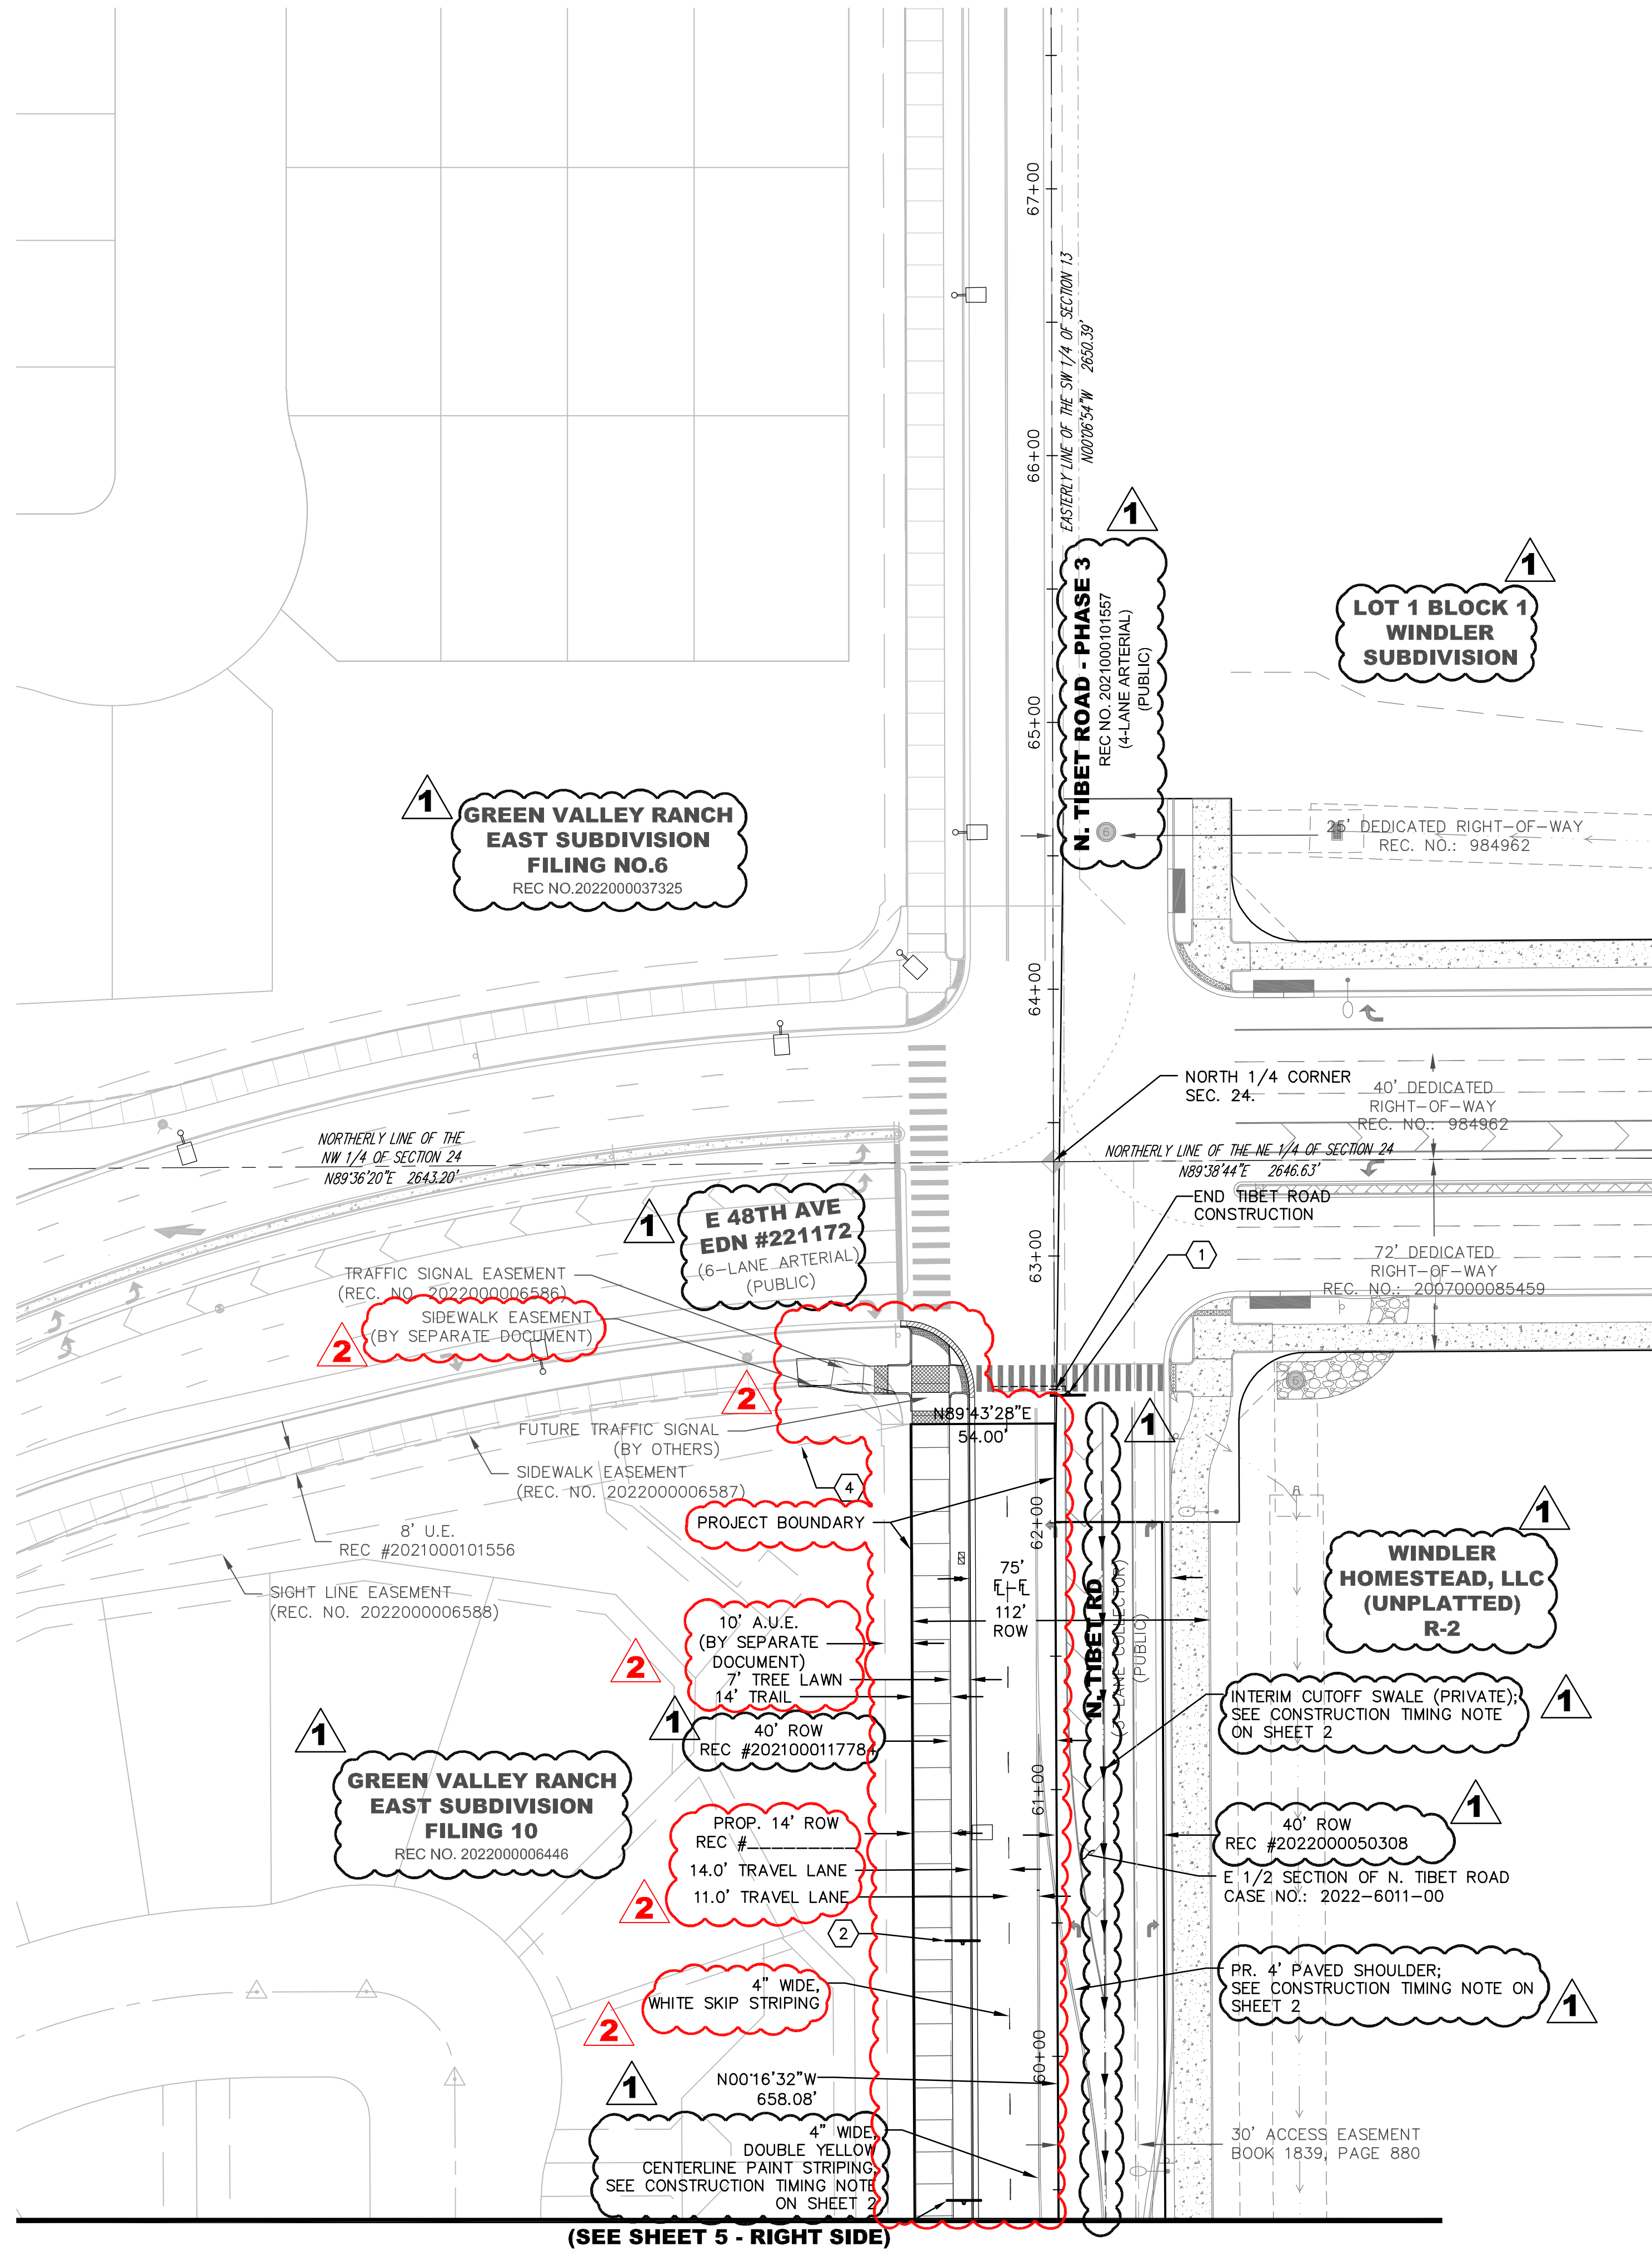 67+00
EASTERLY LINE OF THE SW 1/4 OF SECTION 13
N00°06'54"W 2650.39'
66+00
1
1
N. TIBET ROAD - PHASE 3
REC NO. 2021000101557
(4-LANE ARTERIAL)
(PUBLIC)
LOT 1 BLOCK 1
WINDLER
SUBDIVISION
65+00
1
GREEN VALLEY RANCH
EAST SUBDIVISION
FILING NO.6
REC NO.2022000037325
6
25' DEDICATED RIGHT-OF-WAY
REC. NO.: 984962
64+00
NORTH 1/4 CORNER
SEC. 24.
40' DEDICATED
RIGHT-OF-WAY
REC. NO.: 984962
NORTHERLY LINE OF THE
NW 1/4 OF SECTION 24
N89°36'20"E 2643.20'
NORTHERLY LINE OF THE NE 1/4 OF SECTION 24
N89°38'44"E 2646.63'
1
E 48TH AVE
EDN #221172
(6-LANE ARTERIAL)
(PUBLIC)
END TIBET ROAD
CONSTRUCTION
1
63+00
72' DEDICATED
RIGHT-OF-WAY
REC. NO.: 2007000085459
TRAFFIC SIGNAL EASEMENT
(REC. NO. 2022000006586)
SIDEWALK EASEMENT
(BY SEPARATE DOCUMENT)
2
2
6
N89°43'28"E
54.00'
1
FUTURE TRAFFIC SIGNAL
(BY OTHERS)
SIDEWALK EASEMENT
(REC. NO. 2022000006587)
4
PROJECT BOUNDARY
62+00
8' U.E.
REC #2021000101556
SIGHT LINE EASEMENT
(REC. NO. 2022000006588)
75'
FL-FL
112'
ROW
N. TIBET RD
(3 LANE COLLECTOR)
(PUBLIC)
1
WINDLER
HOMESTEAD, LLC
(UNPLATTED)
R-2
10' A.U.E.
(BY SEPARATE
DOCUMENT)
7' TREE LAWN
14' TRAIL
2
1
40' ROW
REC #2021000117784
INTERIM CUTOFF SWALE (PRIVATE);
SEE CONSTRUCTION TIMING NOTE
ON SHEET 2
1
1
GREEN VALLEY RANCH
EAST SUBDIVISION
FILING 10
REC NO. 2022000006446
61+00
PROP. 14' ROW
REC #__________
14.0' TRAVEL LANE
11.0' TRAVEL LANE
2
1
40' ROW
REC #2022000050308
E 1/2 SECTION OF N. TIBET ROAD
CASE NO.: 2022-6011-00
2
4" WIDE,
WHITE SKIP STRIPING
2
PR. 4' PAVED SHOULDER;
SEE CONSTRUCTION TIMING NOTE ON
SHEET 2
1
60+00
N00°16'32"W
658.08'
1
4" WIDE,
DOUBLE YELLOW
CENTERLINE PAINT STRIPING,
SEE CONSTRUCTION TIMING NOTE
ON SHEET 2
30' ACCESS EASEMENT
BOOK 1839, PAGE 880
(SEE SHEET 5 - RIGHT SIDE)